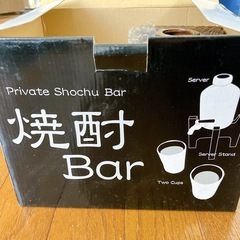 Private Shochu Bar
焼酎
Bar
Server
Server Stand
Two Cups